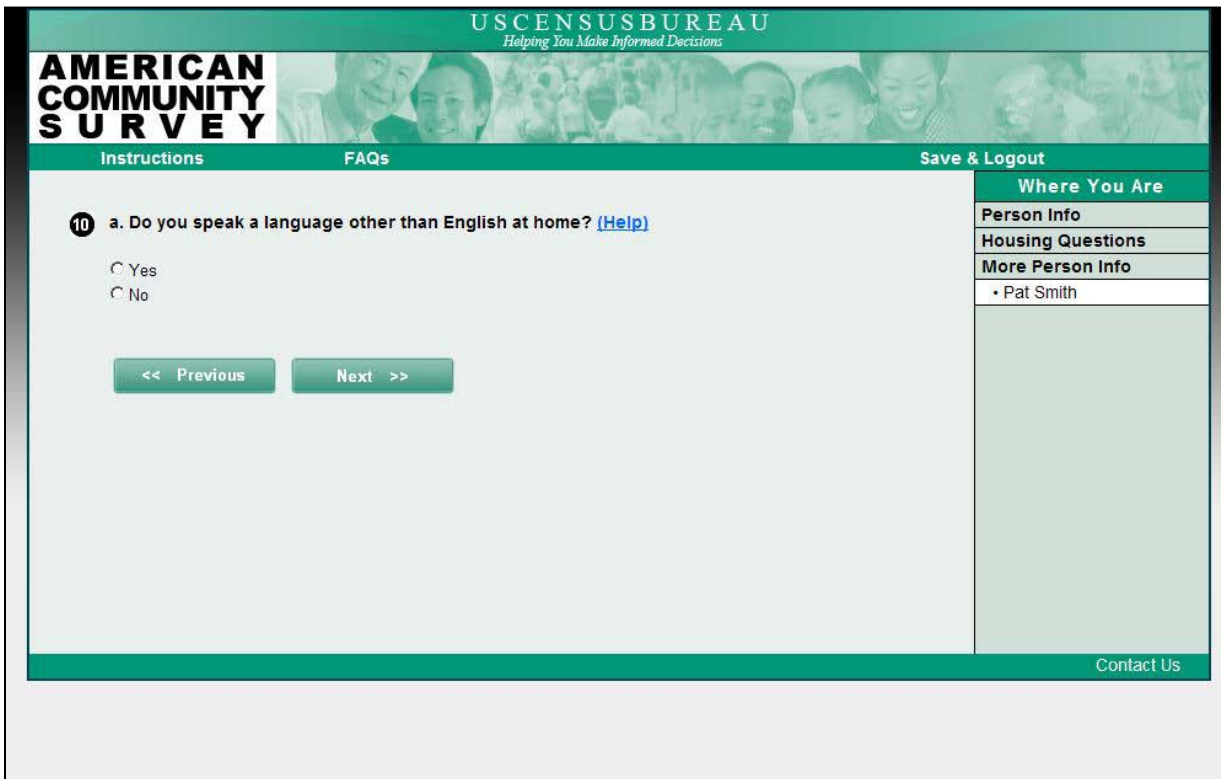 USCENSUSBUREAU
Helping You Make Informed Decisions
AMERICAN
COMMUNITY
SURVEY
Instructions FAQs Save & Logout
Where You Are
Person Info
Housing Questions
More Person Info
• Pat Smith
10 a. Do you speak a language other than English at home? (Help)
Yes
No
<< Previous Next >>
Contact Us